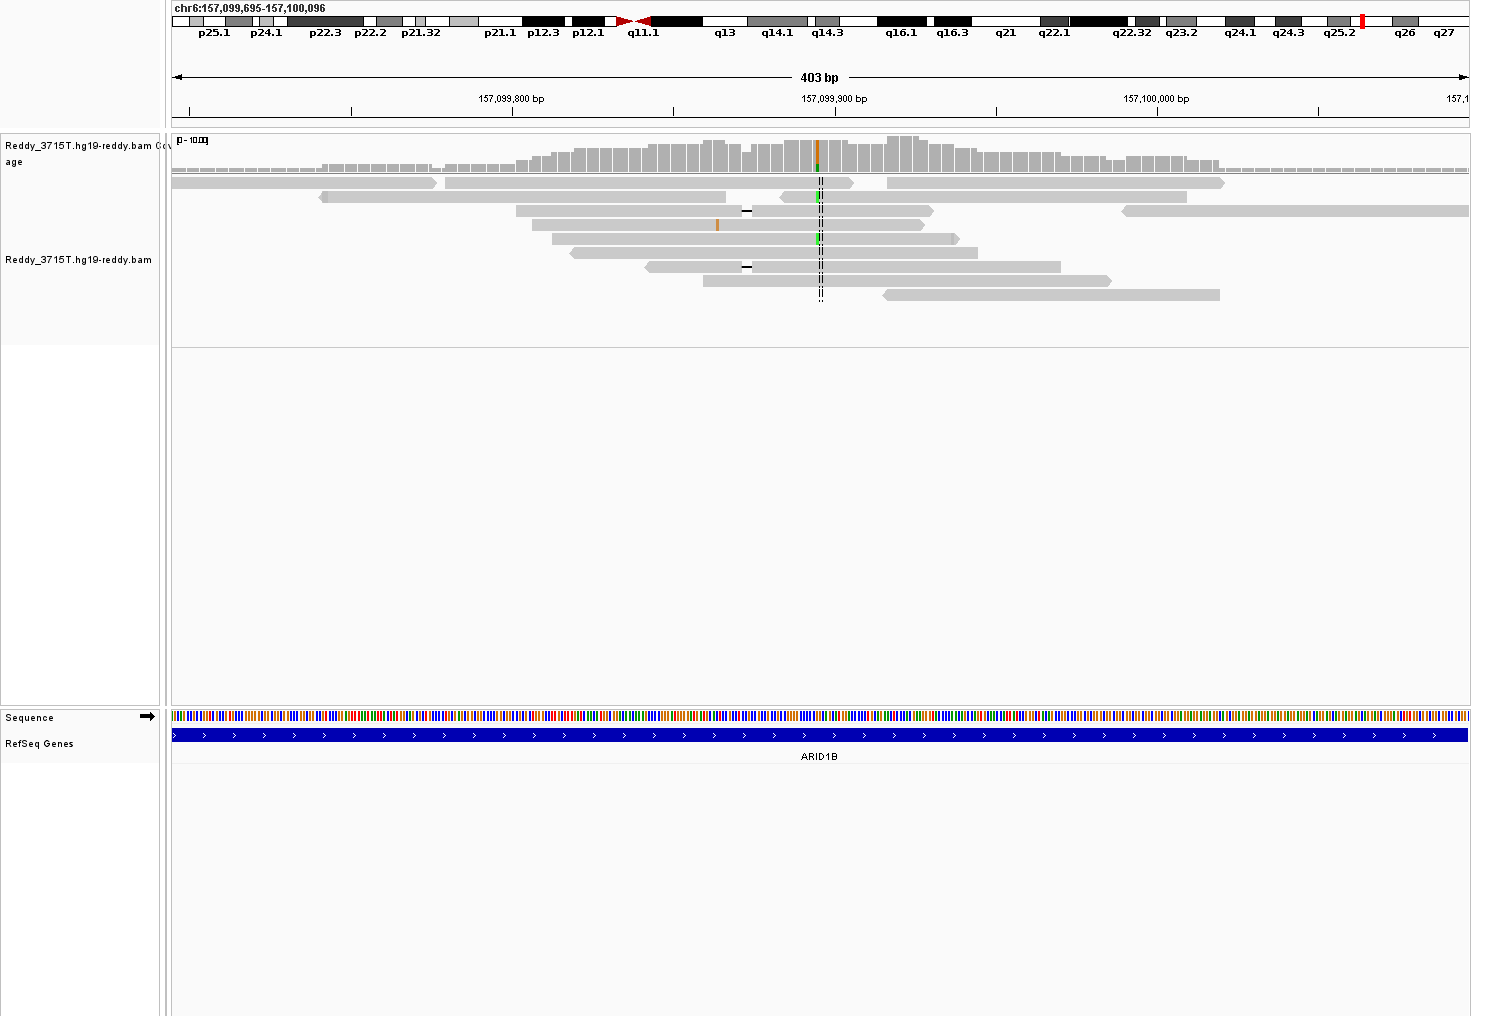 chr6:157,099,695-157,100,096
p25.1 p24.1 p22.3 p22.2 p21.32 p21.1 p12.3 p12.1 q11.1 q13 q14.1 q14.3 q16.1 q16.3 q21 q22.1 q22.32 q23.2 q24.1 q24.3 q25.2 q26 q27
403 bp
157,099,800 bp 157,099,900 bp 157,100,000 bp 157,1
Reddy_3715T.hg19-reddy.bam Cov
age
[0 - 10.00]
Reddy_3715T.hg19-reddy.bam
Sequence
RefSeq Genes
ARID1B